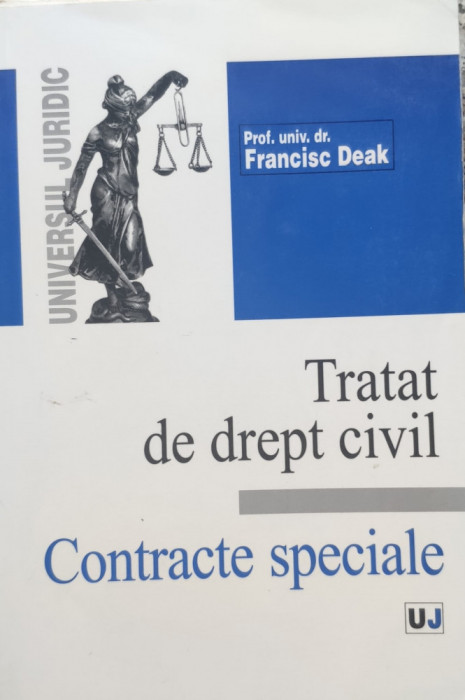 UNIVERSUL JURIDIC
Prof. univ. dr.
Francisc Deak
Tratat
de drept civil
Contracte speciale
UJ